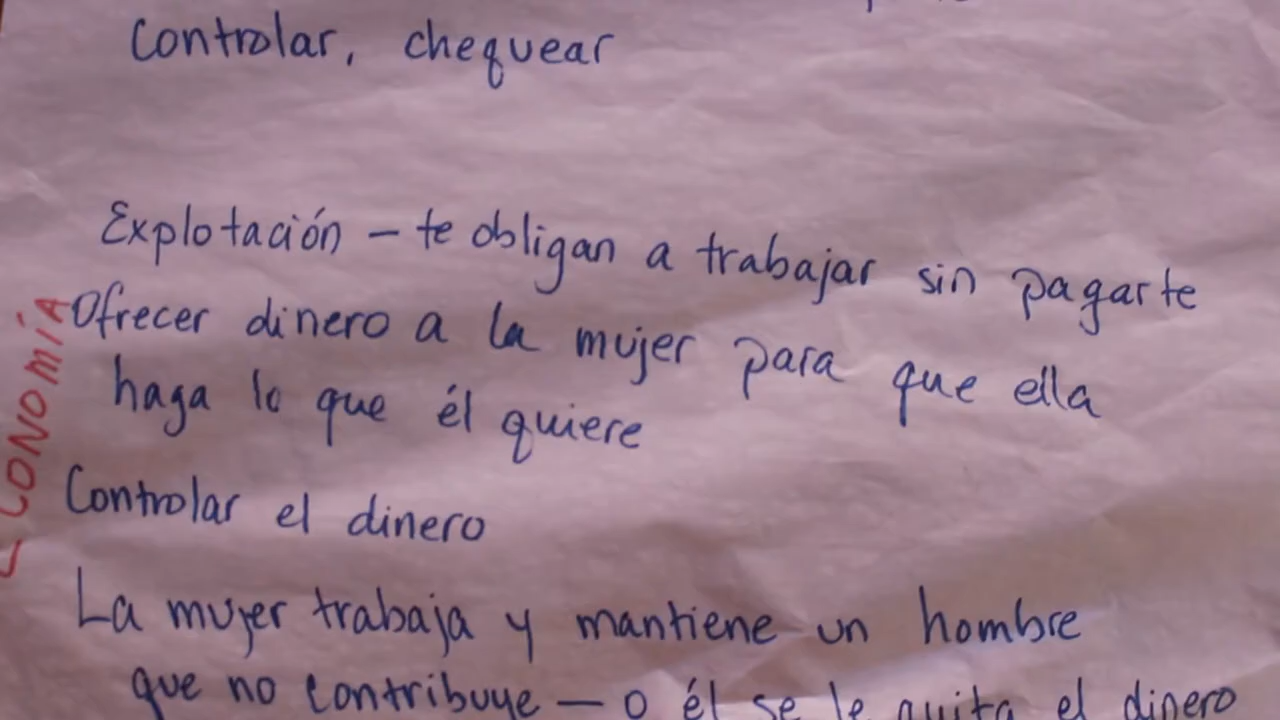 Controlar, chequear
Explotación – te obligan a trabajar sin pagarte
Ofrecer dinero a la mujer para que ella
haga lo que él quiere
Controlar el dinero
La mujer trabaja y mantiene un hombre
que no contribuye – o él se le quita el dinero
ECONOMÍA